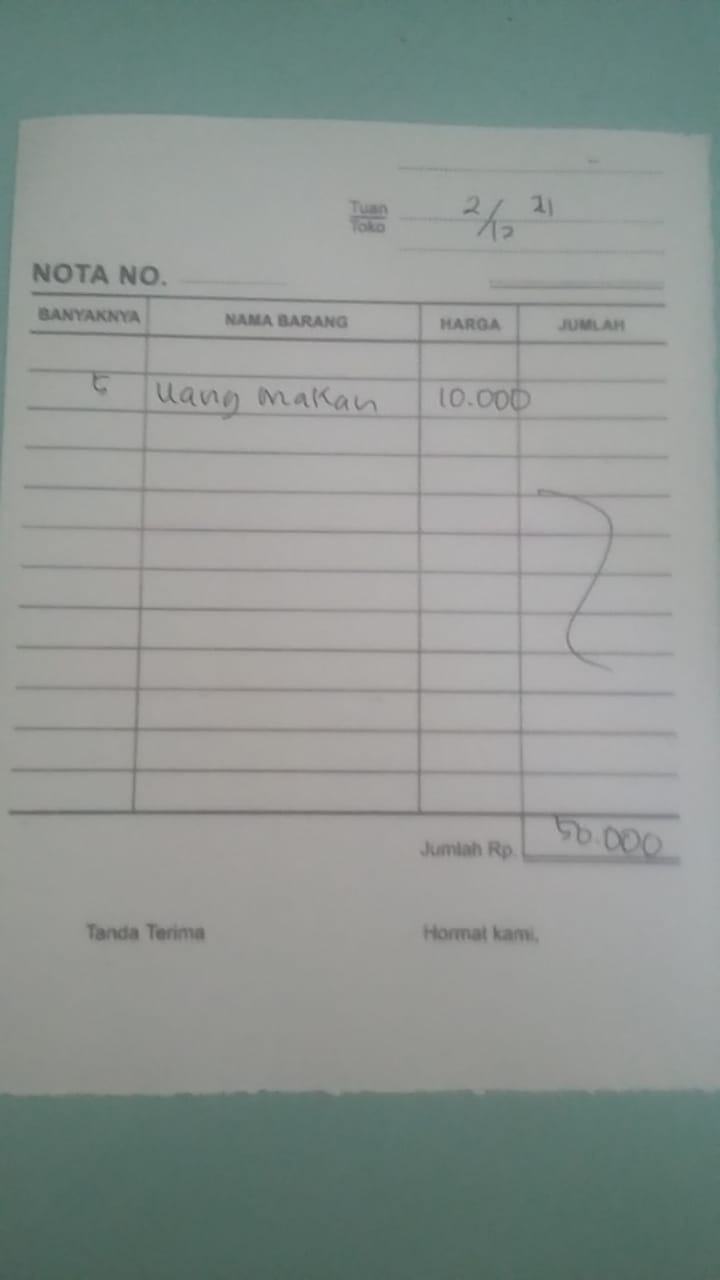 Tuan
Toko
2/12 21
NOTA NO.
BANYAKNYA NAMA BARANG HARGA JUMLAH
5 uang makan 10.000
Jumlah Rp. 50.000
Tanda Terima Hormat kami,